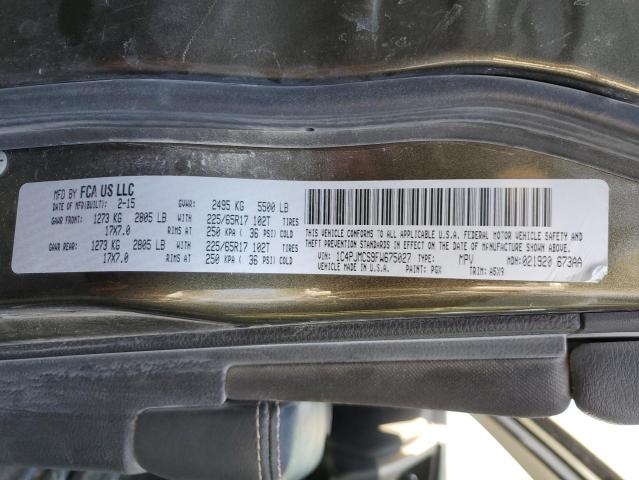 MFD BY FCA US LLC
DATE OF MFR(BUILT): 2-15 GVWR: 2495 KG 5500 LB
GAWR FRONT: 1273 KG 2805 LB WITH 225/65R17 102T TIRES
17X7.0 RIMS AT 250 KPA ( 36 PSI) COLD
GAWR REAR: 1273 KG 2805 LB WITH 225/65R17 102T TIRES
17X7.0 RIMS AT 250 KPA ( 36 PSI) COLD
THIS VEHICLE CONFORMS TO ALL APPLICABLE U.S.A. FEDERAL MOTOR VEHICLE SAFETY, BUMPER AND
THEFT PREVENTION STANDARDS IN EFFECT ON THE DATE OF MANUFACTURE SHOWN ABOVE.
VIN: 1C4PJMCS9FW675027 TYPE: MPV MDH: 021920 673AA
PAINT: PGX TRIM: A5X9